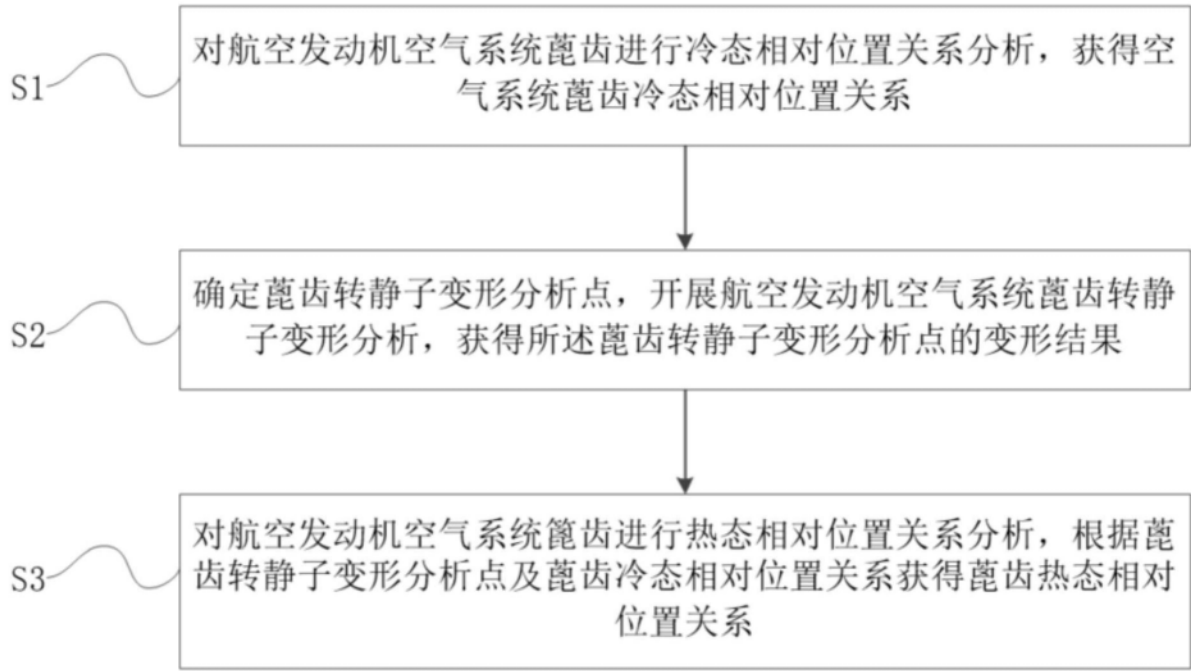 S1
对航空发动机空气系统蓖齿进行冷态相对位置关系分析，获得空
气系统蓖齿冷态相对位置关系
S2
确定蓖齿转静子变形分析点，开展航空发动机空气系统蓖齿转静
子变形分析，获得所述蓖齿转静子变形分析点的变形结果
S3
对航空发动机空气系统篦齿进行热态相对位置关系分析，根据蓖
齿转静子变形分析点及蓖齿冷态相对位置关系获得蓖齿热态相对
位置关系